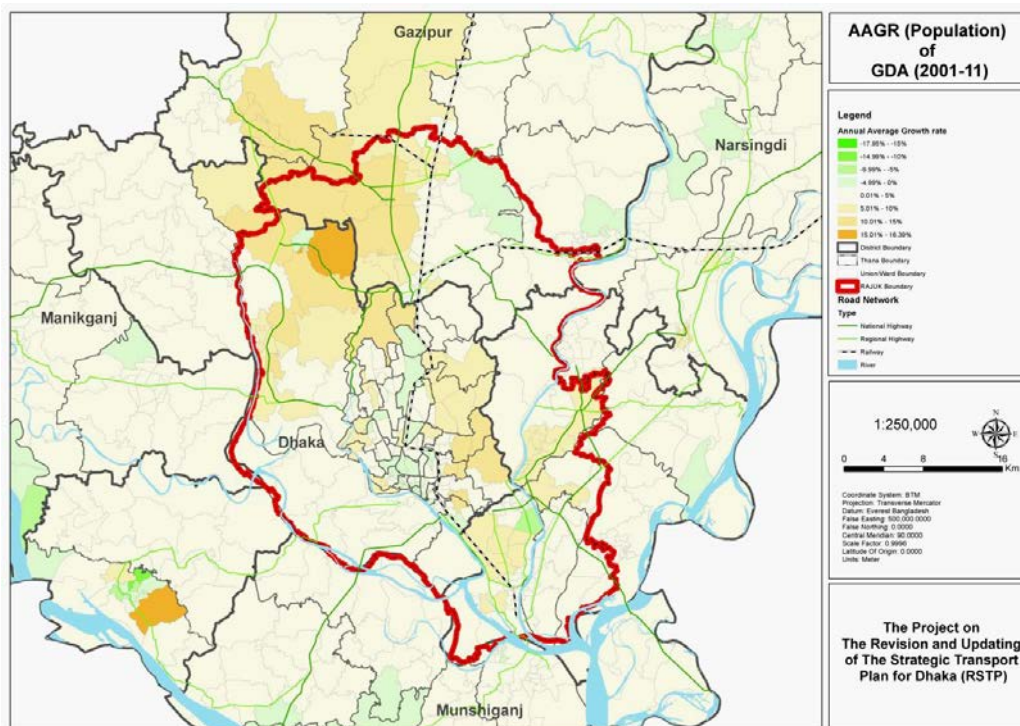 AAGR (Population)
of
GDA (2001-11)
Legend
Annual Average Growth rate
-17.95% - -15%
-14.99% - -10%
-9.99% - -5%
-4.99% - 0%
0.01% - 5%
5.01% - 10%
10.01% - 15%
15.01% - 16.39%
District Boundary
Thana Boundary
Union/Ward Boundary
RAJUK Boundary
Road Network
Type
National Highway
Regional Highway
Railway
River
Gazipur
Narsingdi
Manikganj
Dhaka
Munshiganj
1:250,000
N
W E
S
0 4 8 16
Km
Coordinate System: BTM
Projection: Transverse Mercator
Datum: Everest Bangladesh
False Easting: 500,000.0000
False Northing: 0.0000
Central Meridian: 90.0000
Scale Factor: 0.9996
Latitude Of Origin: 0.0000
Units: Meter
The Project on
The Revision and Updating
of The Strategic Transport
Plan for Dhaka (RSTP)